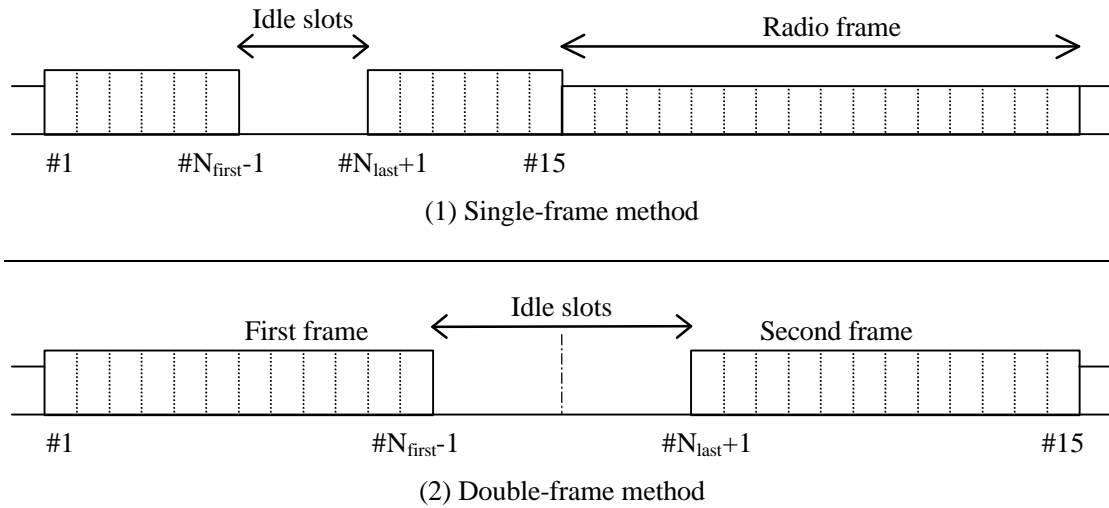 Idle slots
Radio frame
#1 #N_first-1 #N_last+1 #15
(1) Single-frame method
Idle slots
First frame Second frame
#1 #N_first-1 #N_last+1 #15
(2) Double-frame method